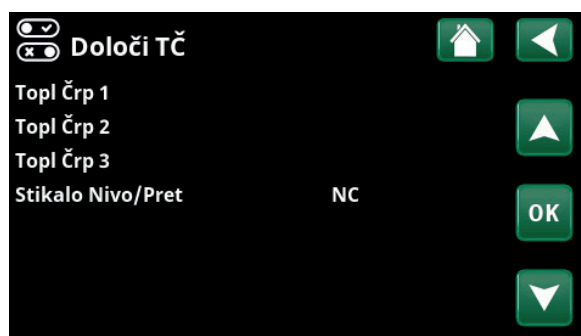 Določi TČ
Topl Črp 1
Topl Črp 2
Topl Črp 3
Stikalo Nivo/Pret NC
OK